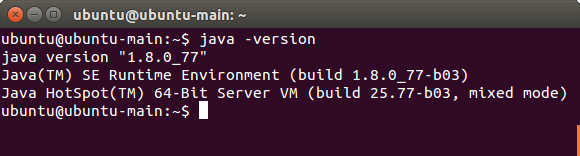 ubuntu@ubuntu-main: ~
ubuntu@ubuntu-main:~$ java -version
java version "1.8.0_77"
Java(TM) SE Runtime Environment (build 1.8.0_77-b03)
Java HotSpot(TM) 64-Bit Server VM (build 25.77-b03, mixed mode)
ubuntu@ubuntu-main:~$